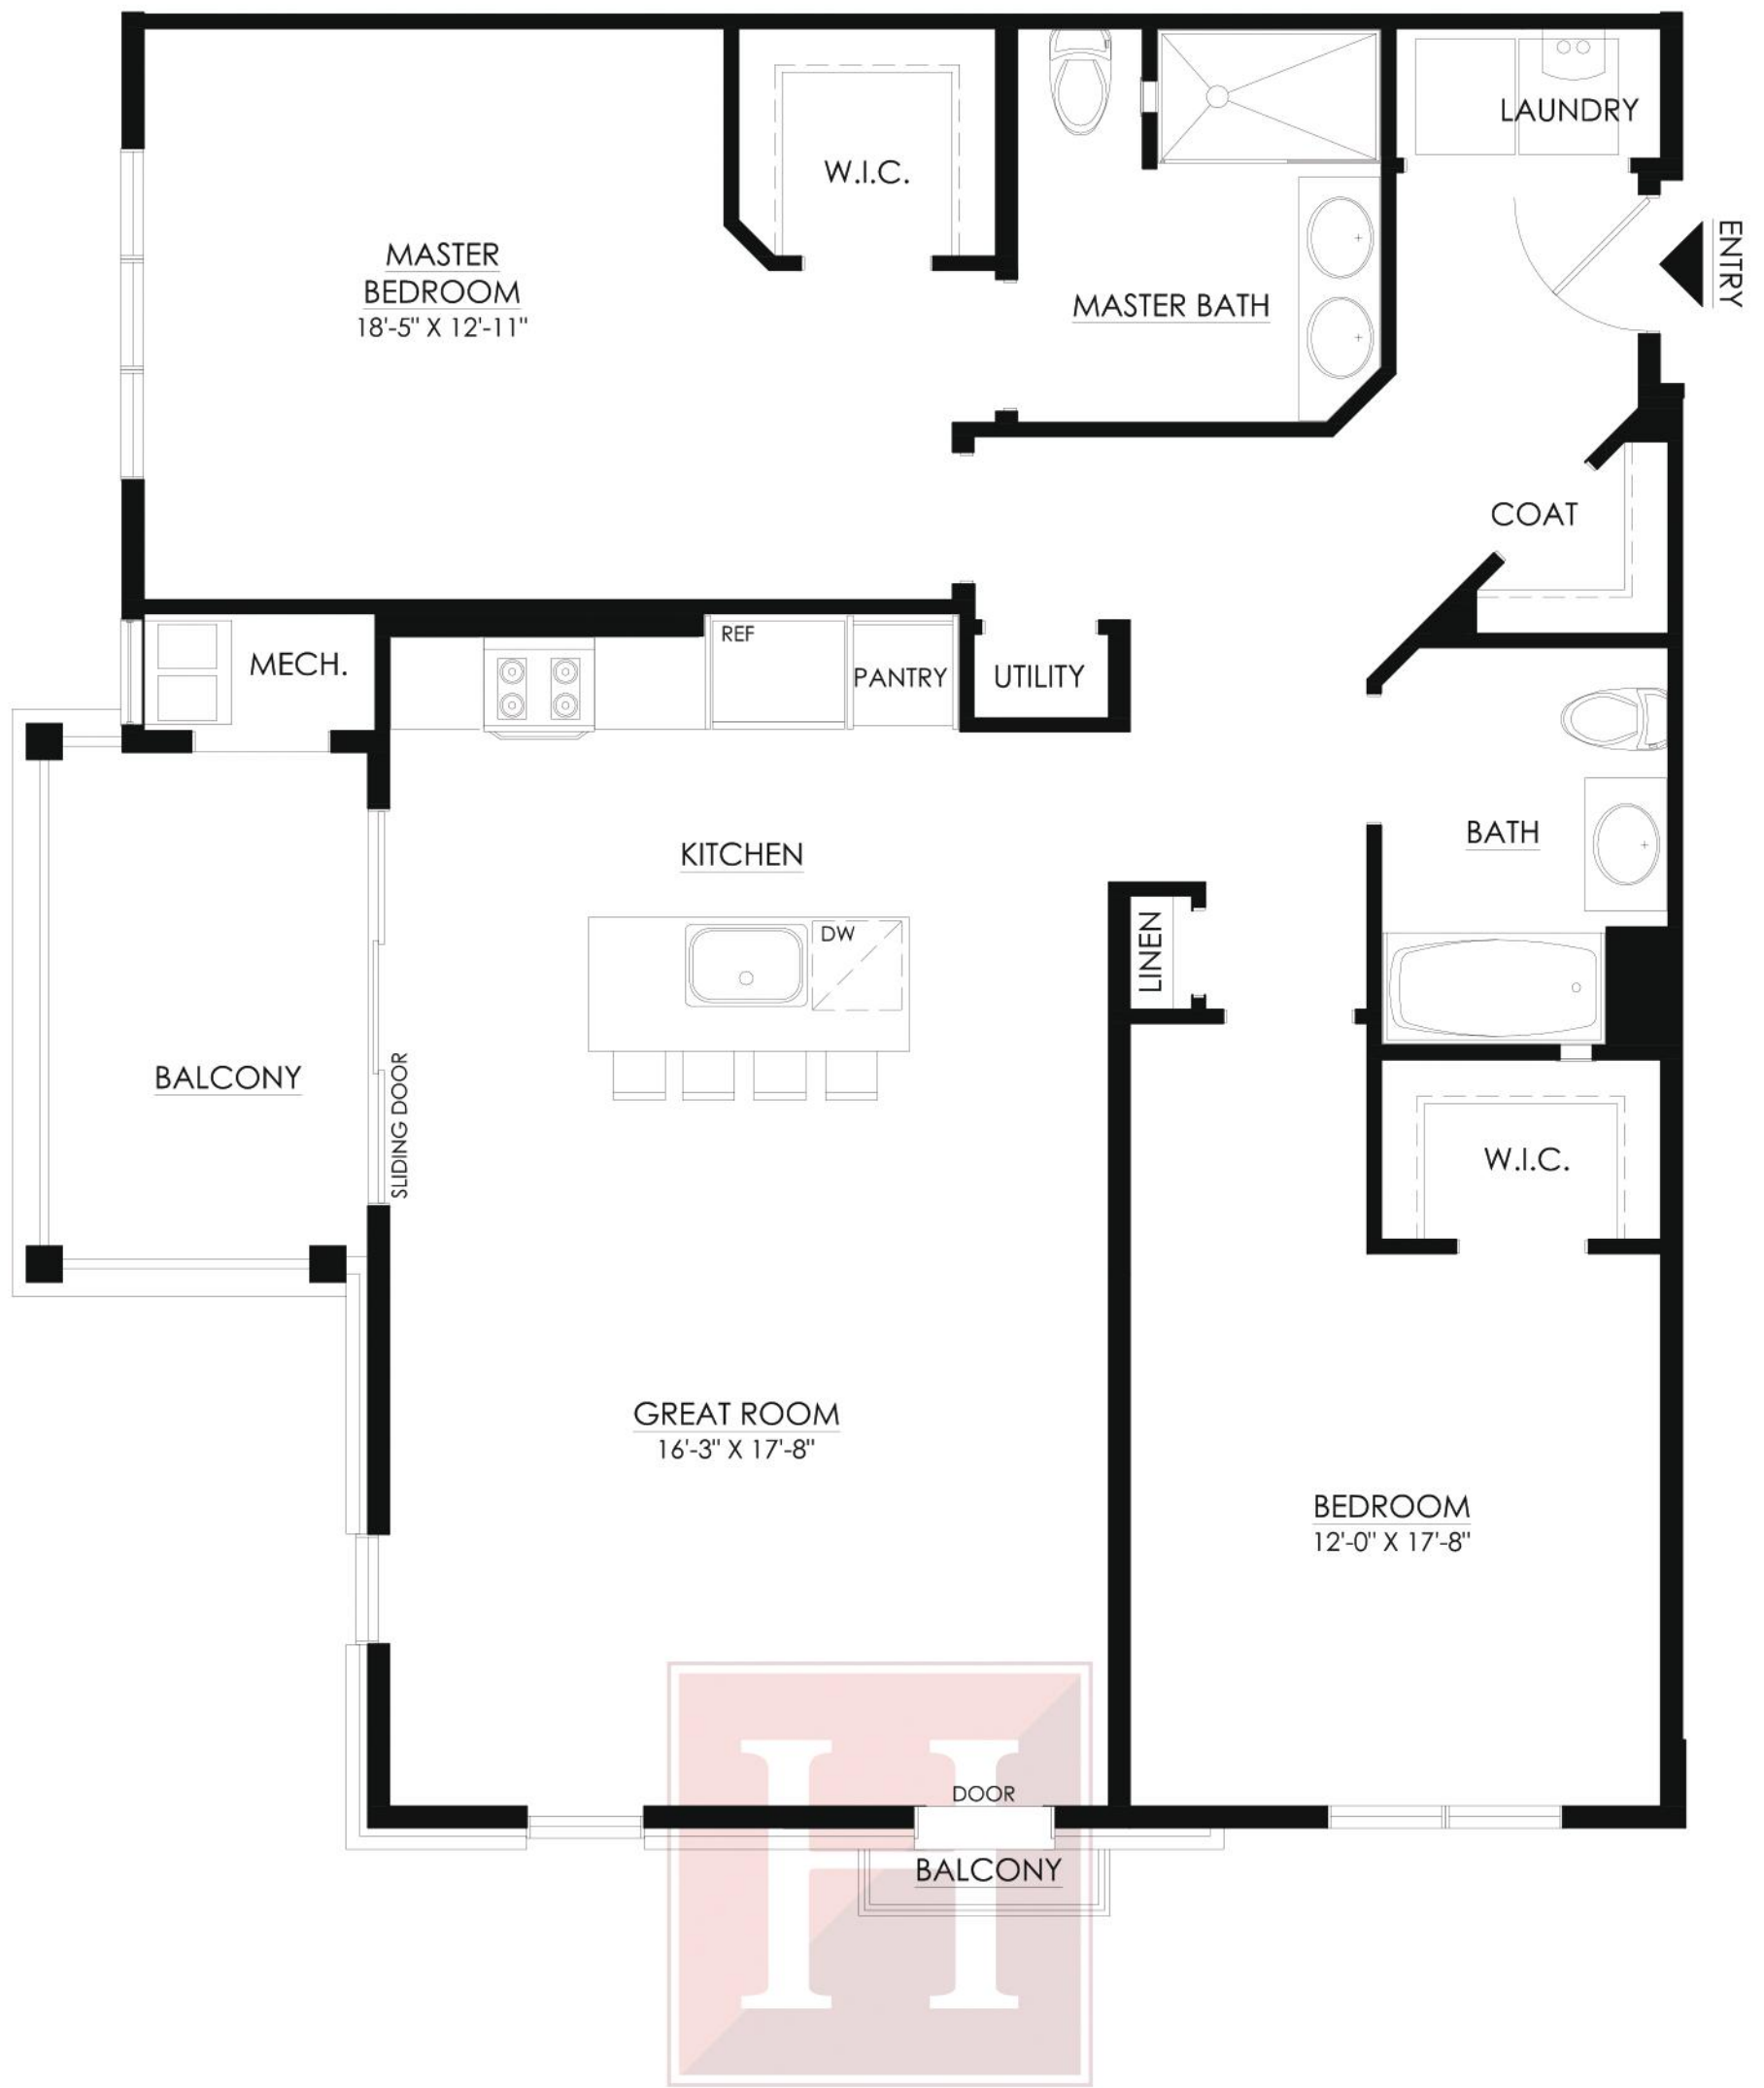 LAUNDRY
W.I.C.
ENTRY
MASTER
BEDROOM
18'-5" X 12'-11"
MASTER BATH
COAT
REF
MECH.
PANTRY
UTILITY
BATH
KITCHEN
DW
LINEN
BALCONY
SLIDING DOOR
W.I.C.
GREAT ROOM
16'-3" X 17'-8"
BEDROOM
12'-0" X 17'-8"
DOOR
BALCONY
H